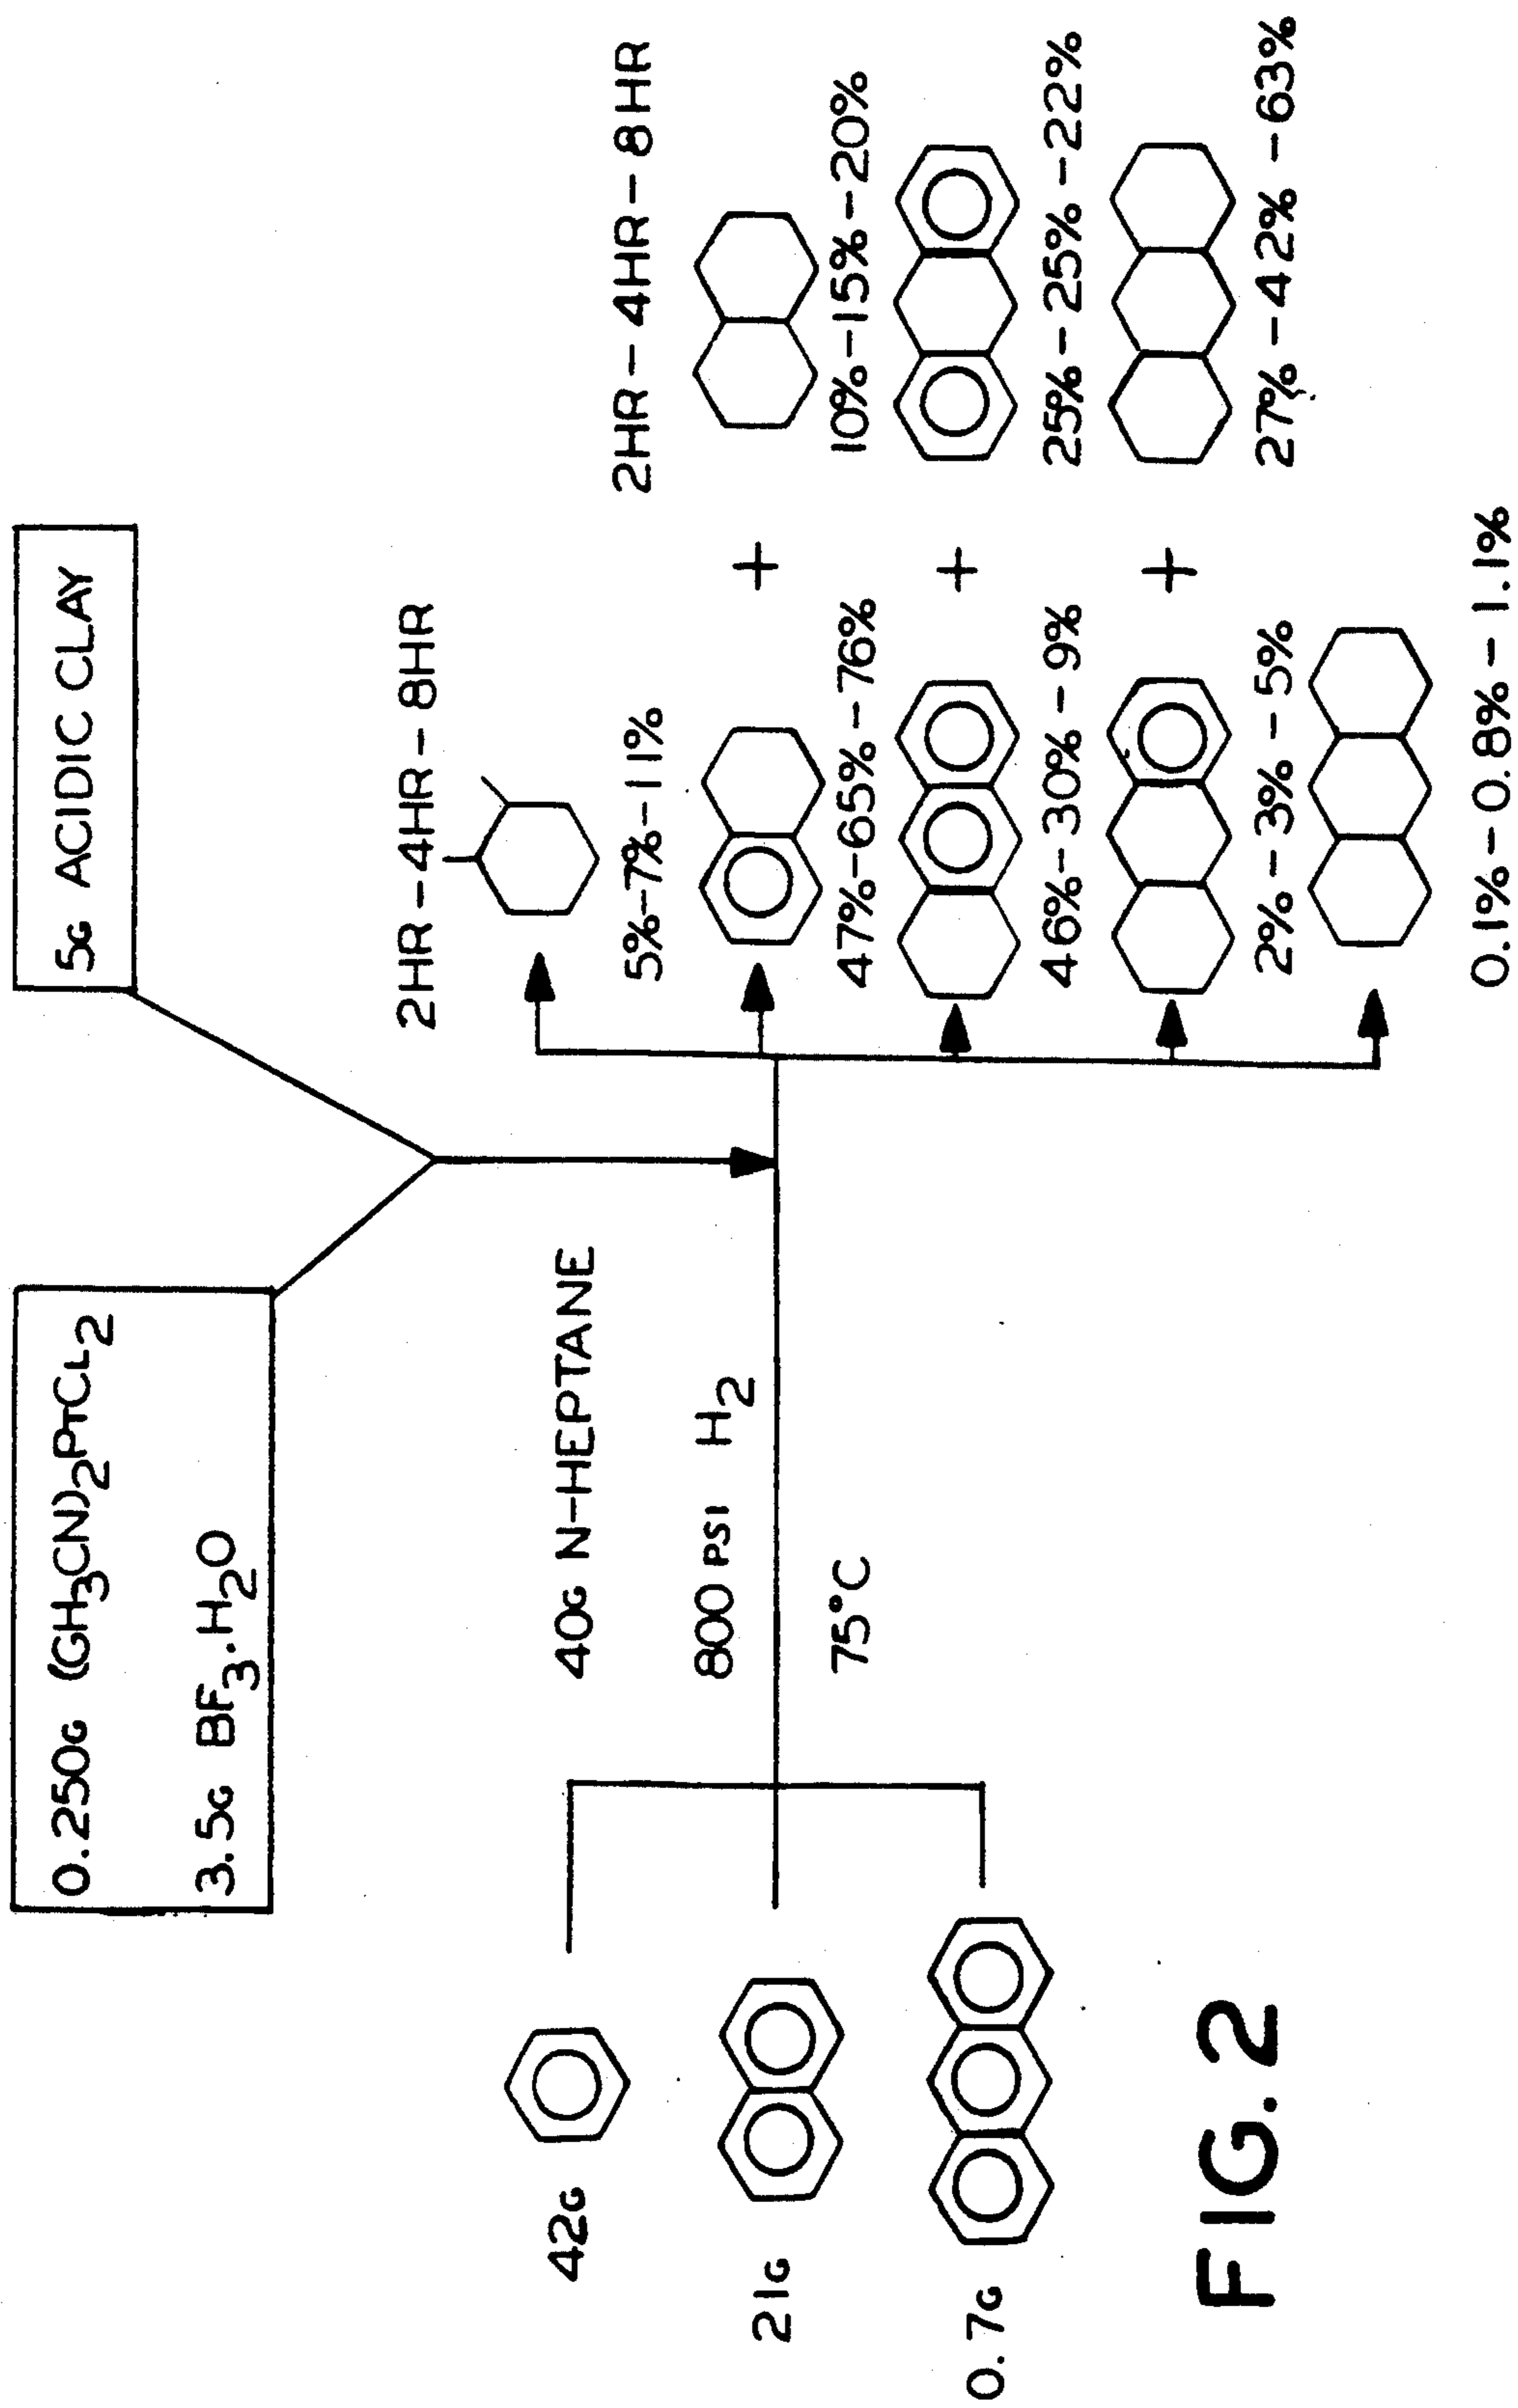 0.250G (GH3CN)2PTCL2
3.5G BF3.H2O
5G ACIDIC CLAY
40G N-HEPTANE
800 PSI H2
75°C
42G
21G
0.7G
2HR-4HR-8HR
5%-7%-11%
2HR-4HR-8HR
47%-65%-76%
+
10%-15%-20%
46%-30%-9%
+
25%-25%-22%
2%-3%-5%
+
27%-42%-63%
0.1%-0.8%-1.1%
FIG. 2